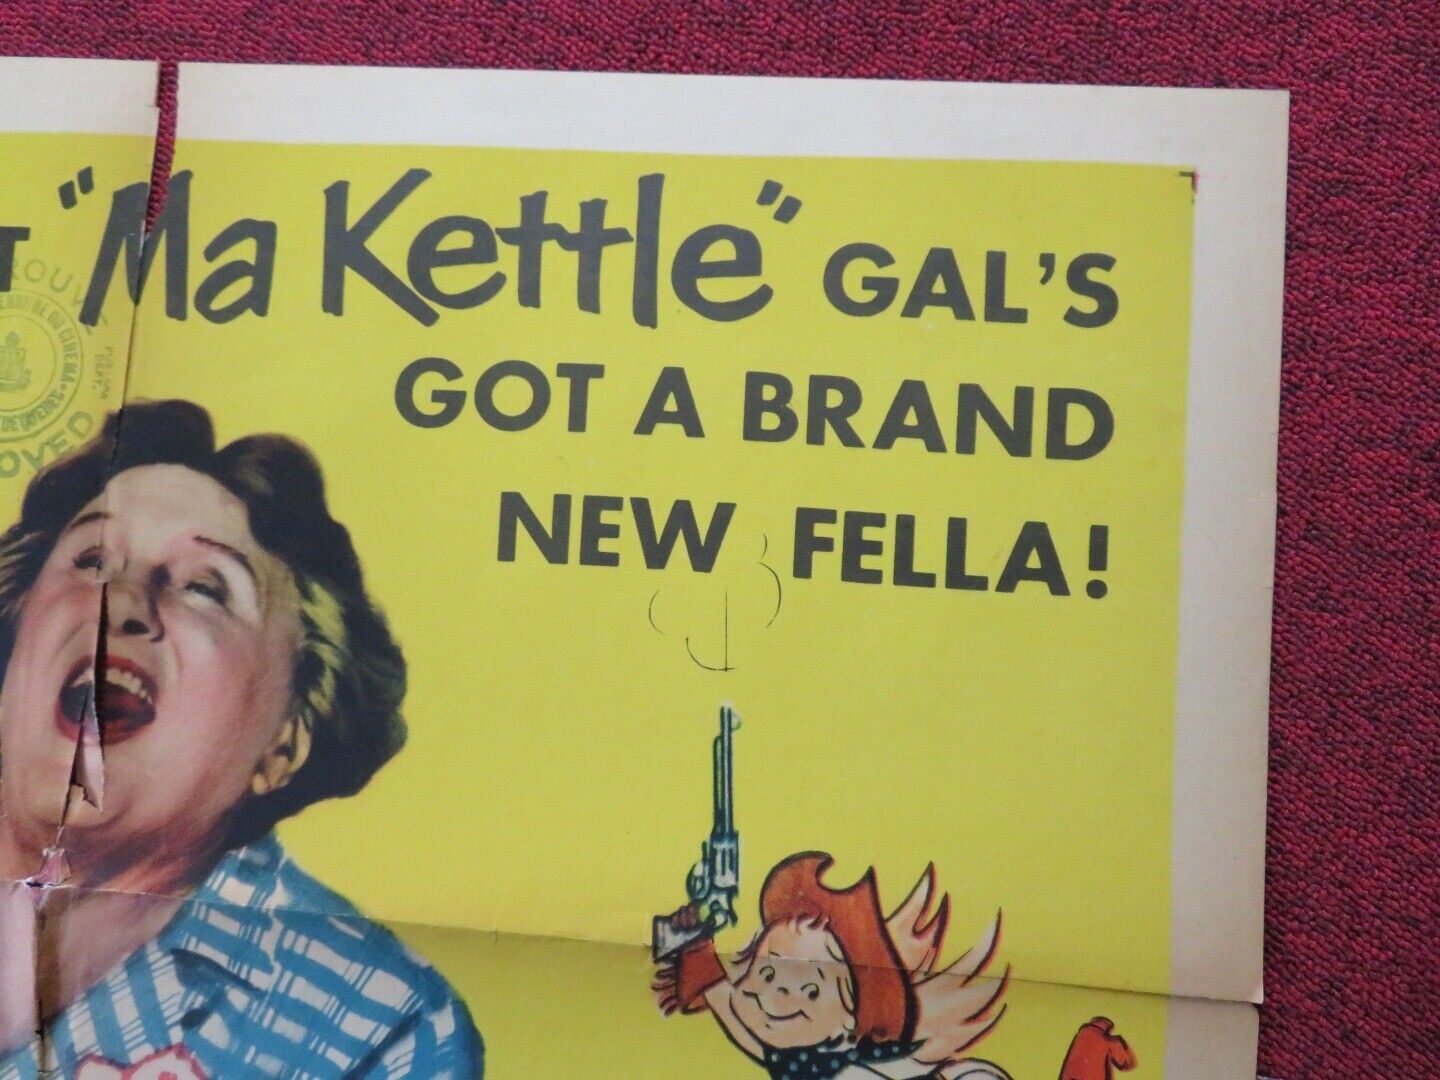 T "Ma Kettle" GAL'S
GOT A BRAND
NEW FELLA!